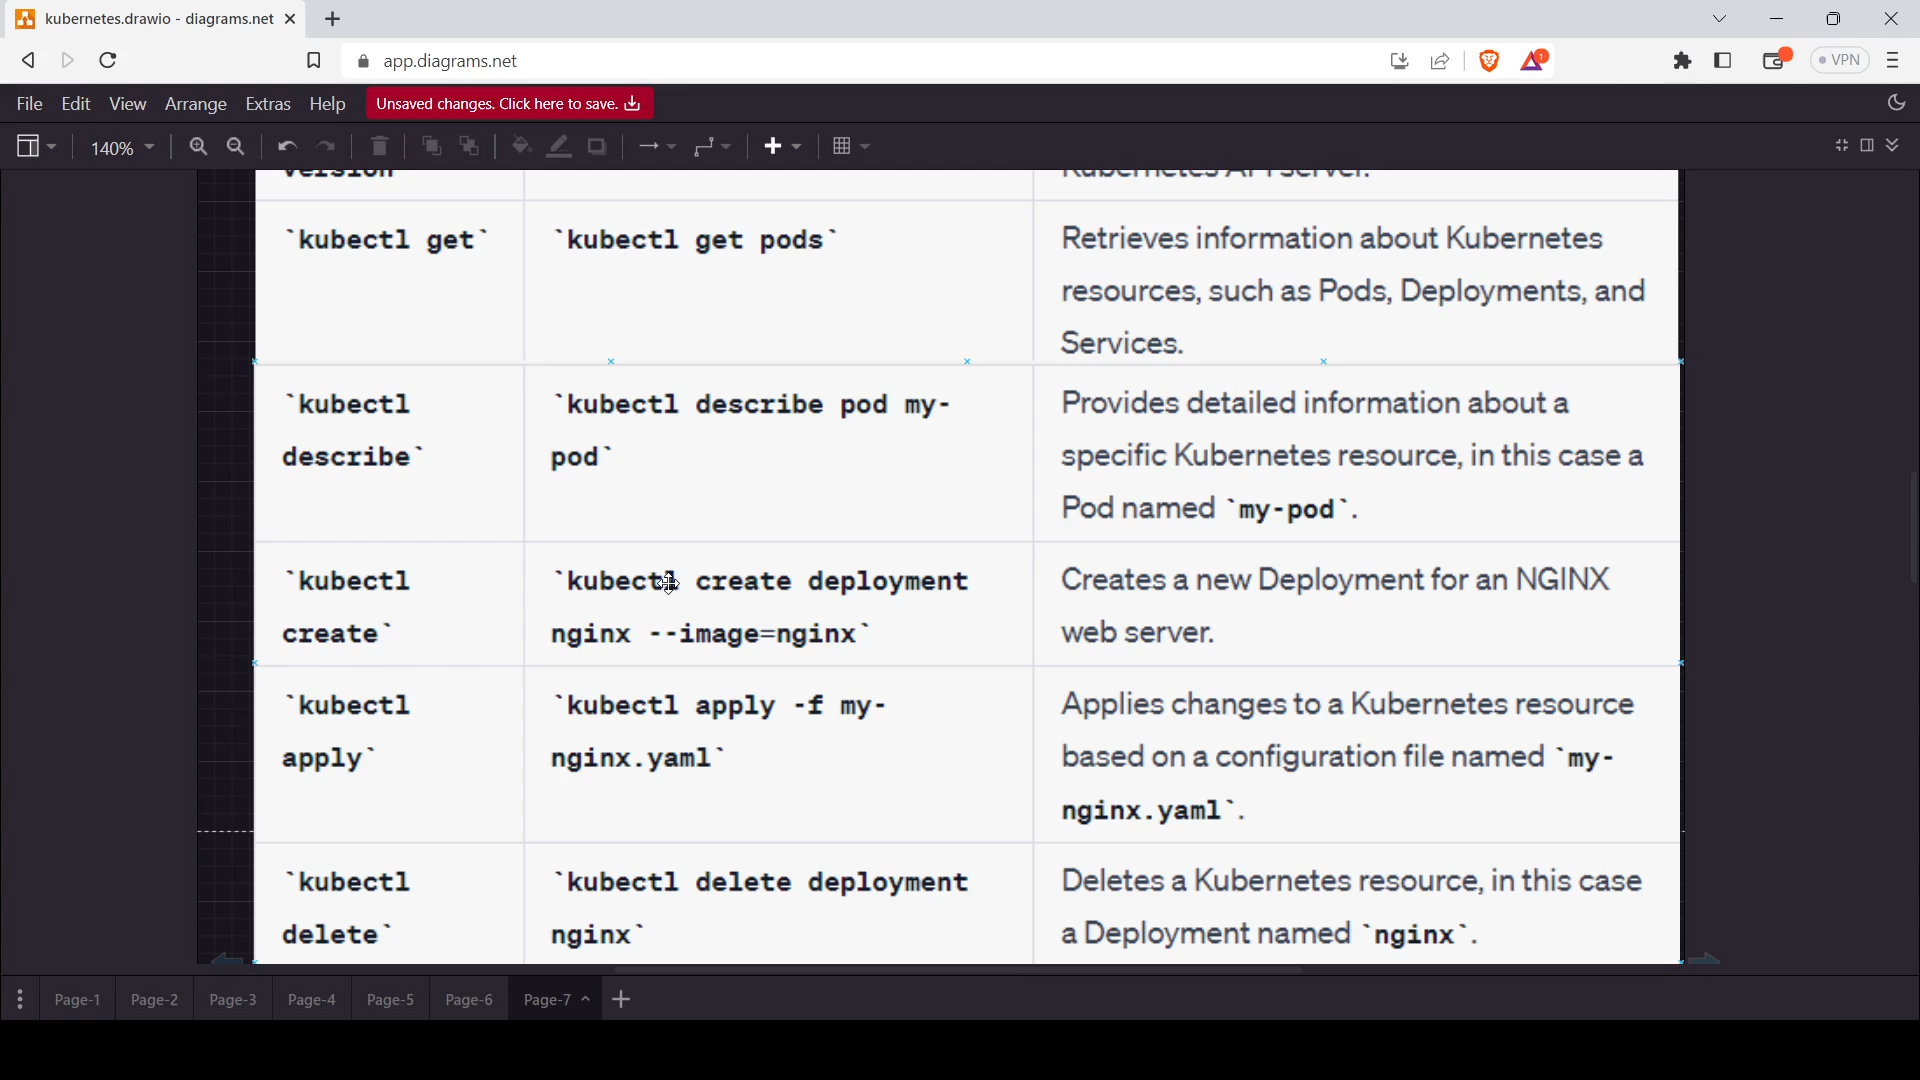 kubernetes.drawio - diagrams.net
app.diagrams.net
1
VPN
File Edit View Arrange Extras Help Unsaved changes. Click here to save.
140%
version
Kubernetes API server.
`kubectl get`
`kubectl get pods`
Retrieves information about Kubernetes
resources, such as Pods, Deployments, and
Services.
`kubectl
describe`
`kubectl describe pod my-
pod`
Provides detailed information about a
specific Kubernetes resource, in this case a
Pod named `my-pod`.
`kubectl
create`
`kubectl create deployment
nginx --image=nginx`
Creates a new Deployment for an NGINX
web server.
`kubectl
apply`
`kubectl apply -f my-
nginx.yaml`
Applies changes to a Kubernetes resource
based on a configuration file named `my-
nginx.yaml`.
`kubectl
delete`
`kubectl delete deployment
nginx`
Deletes a Kubernetes resource, in this case
a Deployment named `nginx`.
Page-1 Page-2 Page-3 Page-4 Page-5 Page-6 Page-7